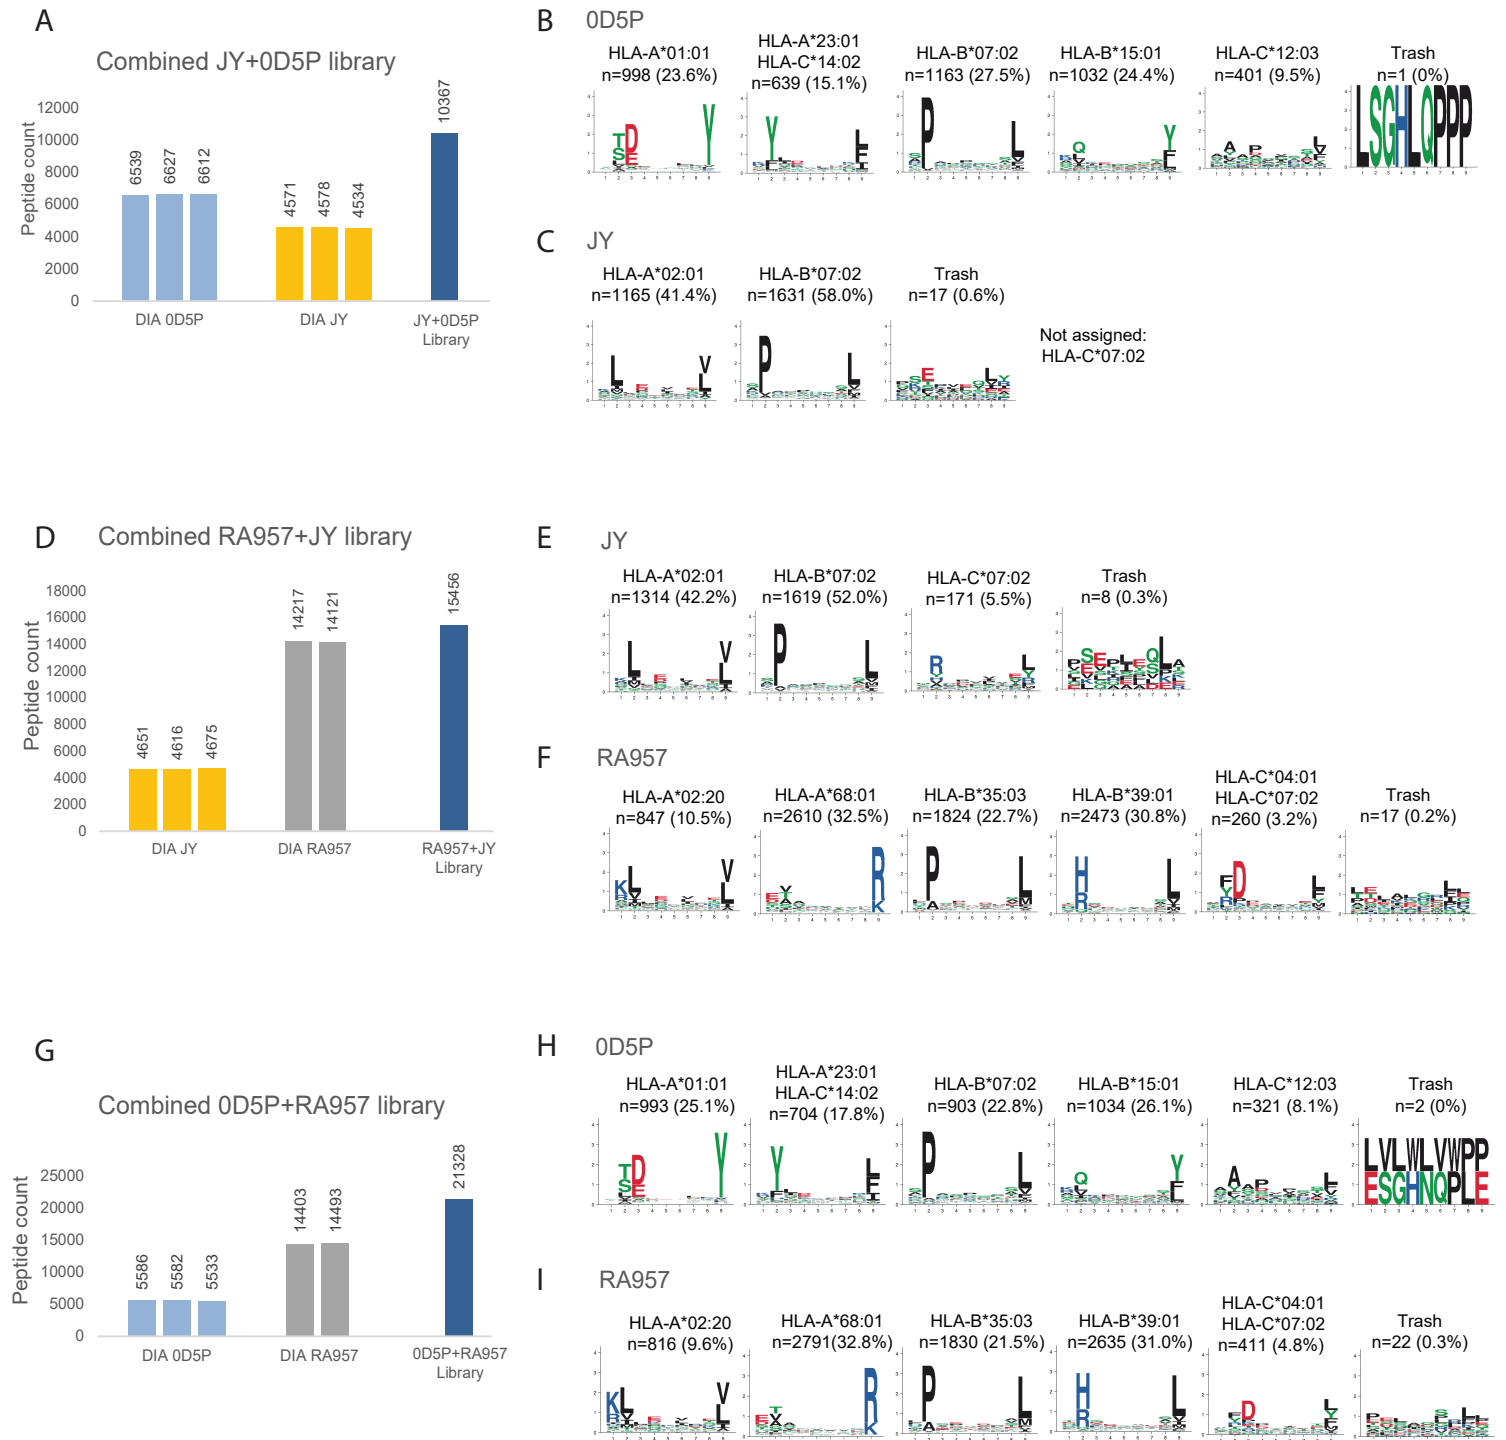 A
Combined JY+0D5P library
Peptide count
12000
10000
8000
6000
4000
2000
0
6539
6627
6612
4571
4578
4534
10367
DIA 0D5P
DIA JY
JY+0D5P
Library
B
0D5P
HLA-A*01:01
n=998 (23.6%)
HLA-A*23:01
HLA-C*14:02
n=639 (15.1%)
HLA-B*07:02
n=1163 (27.5%)
HLA-B*15:01
n=1032 (24.4%)
HLA-C*12:03
n=401 (9.5%)
Trash
n=1 (0%)
LSGHLQPPP
C
JY
HLA-A*02:01
n=1165 (41.4%)
HLA-B*07:02
n=1631 (58.0%)
Trash
n=17 (0.6%)
Not assigned:
HLA-C*07:02
D
Combined RA957+JY library
Peptide count
18000
16000
14000
12000
10000
8000
6000
4000
2000
0
4651
4616
4675
14217
14121
15456
DIA JY
DIA RA957
RA957+JY
Library
E
JY
HLA-A*02:01
n=1314 (42.2%)
HLA-B*07:02
n=1619 (52.0%)
HLA-C*07:02
n=171 (5.5%)
Trash
n=8 (0.3%)
F
RA957
HLA-A*02:20
n=847 (10.5%)
HLA-A*68:01
n=2610 (32.5%)
HLA-B*35:03
n=1824 (22.7%)
HLA-B*39:01
n=2473 (30.8%)
HLA-C*04:01
HLA-C*07:02
n=260 (3.2%)
Trash
n=17 (0.2%)
G
Combined 0D5P+RA957 library
Peptide count
25000
20000
15000
10000
5000
0
5586
5582
5533
14403
14493
21328
DIA 0D5P
DIA RA957
0D5P+RA957
Library
H
0D5P
HLA-A*01:01
n=993 (25.1%)
HLA-A*23:01
HLA-C*14:02
n=704 (17.8%)
HLA-B*07:02
n=903 (22.8%)
HLA-B*15:01
n=1034 (26.1%)
HLA-C*12:03
n=321 (8.1%)
Trash
n=2 (0%)
LVLWLVWPP
ESGHNQPLE
I
RA957
HLA-A*02:20
n=816 (9.6%)
HLA-A*68:01
n=2791(32.8%)
HLA-B*35:03
n=1830 (21.5%)
HLA-B*39:01
n=2635 (31.0%)
HLA-C*04:01
HLA-C*07:02
n=411 (4.8%)
Trash
n=22 (0.3%)